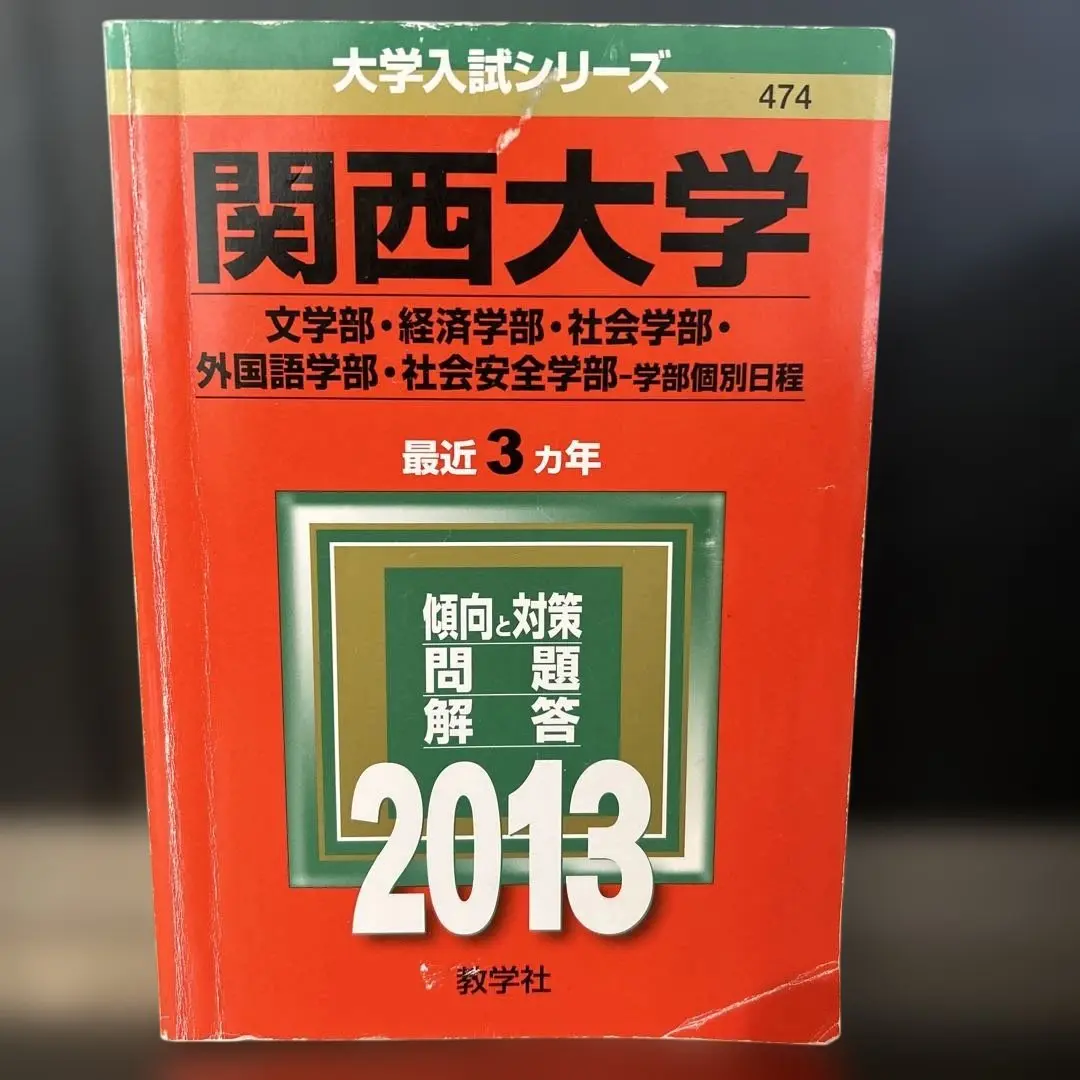 大学入試シリーズ
474
関西大学
文学部・経済学部・社会学部・
外国語学部・社会安全学部-学部個別日程
最近3カ年
傾向と対策
問題
解答
2013
教学社